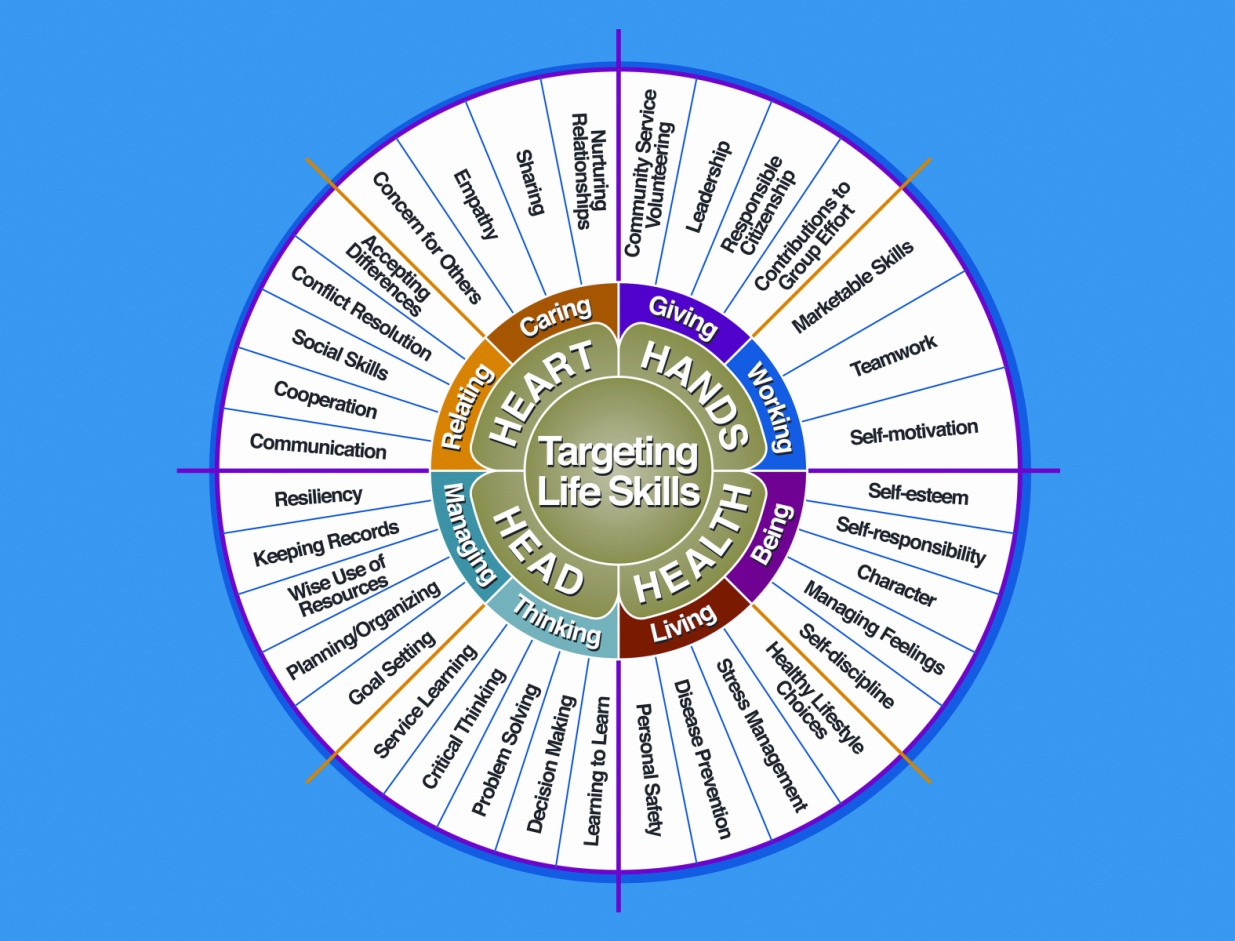 Targeting
Life Skills
HEART
HANDS
HEALTH
HEAD
Caring
Giving
Working
Being
Living
Thinking
Managing
Relating
Community Service
Volunteering
Leadership
Responsible
Citizenship
Contributions to
Group Effort
Marketable Skills
Teamwork
Self-motivation
Self-esteem
Self-responsibility
Character
Managing Feelings
Self-discipline
Healthy Lifestyle
Choices
Stress Management
Disease Prevention
Personal Safety
Learning to Learn
Decision Making
Problem Solving
Critical Thinking
Service Learning
Goal Setting
Planning/Organizing
Wise Use of
Resources
Keeping Records
Resiliency
Communication
Cooperation
Social Skills
Conflict Resolution
Accepting
Differences
Concern for Others
Empathy
Sharing
Nurturing
Relationships